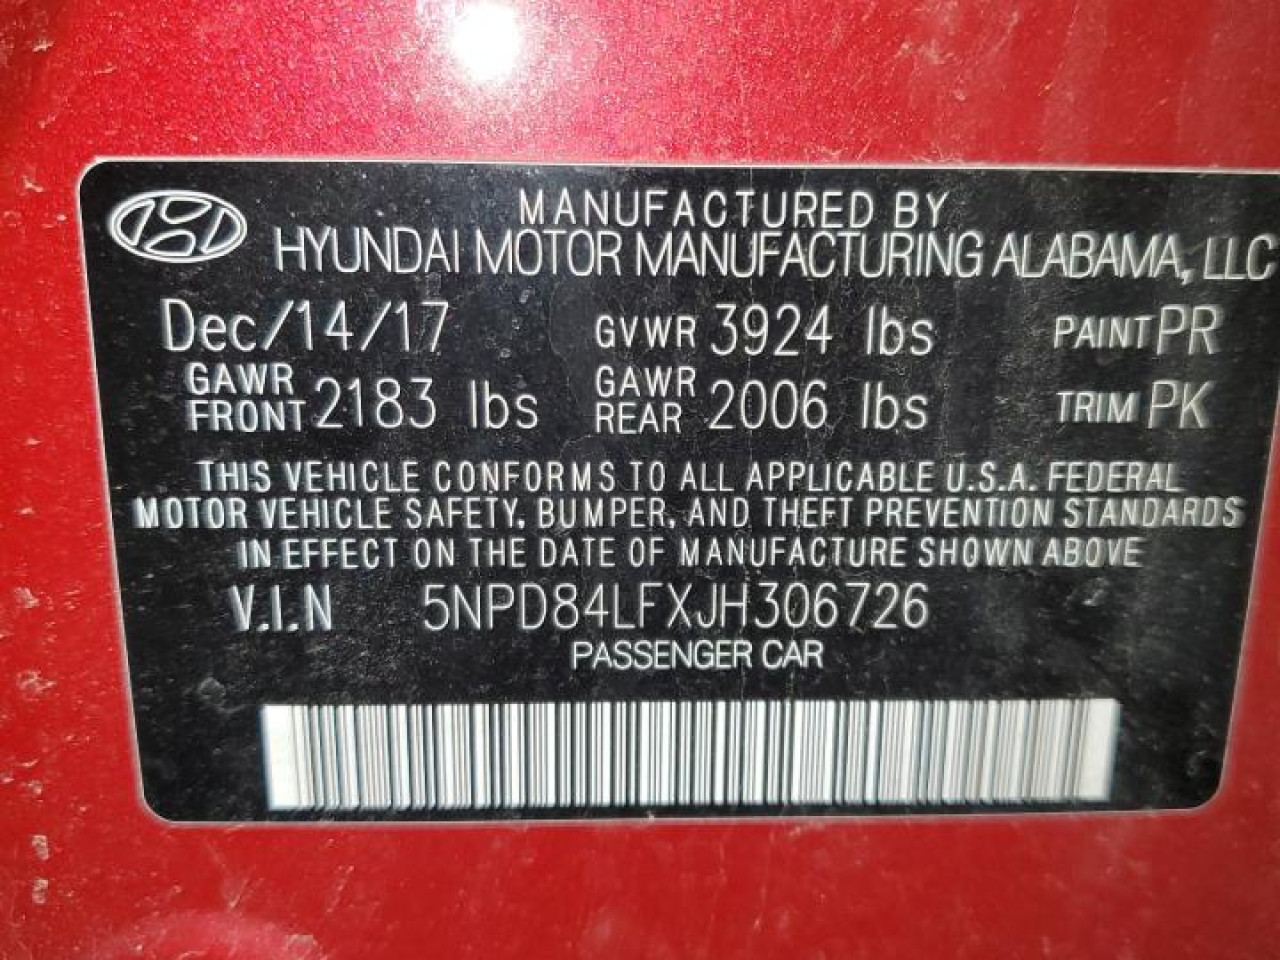 MANUFACTURED BY
HYUNDAI MOTOR MANUFACTURING ALABAMA, LLC
Dec/14/17 GVWR 3924 lbs PAINT PR
GAWR FRONT 2183 lbs GAWR REAR 2006 lbs TRIM PK
THIS VEHICLE CONFORMS TO ALL APPLICABLE U.S.A. FEDERAL
MOTOR VEHICLE SAFETY, BUMPER, AND THEFT PREVENTION STANDARDS
IN EFFECT ON THE DATE OF MANUFACTURE SHOWN ABOVE
V.I.N 5NPD84LFXJH306726
PASSENGER CAR